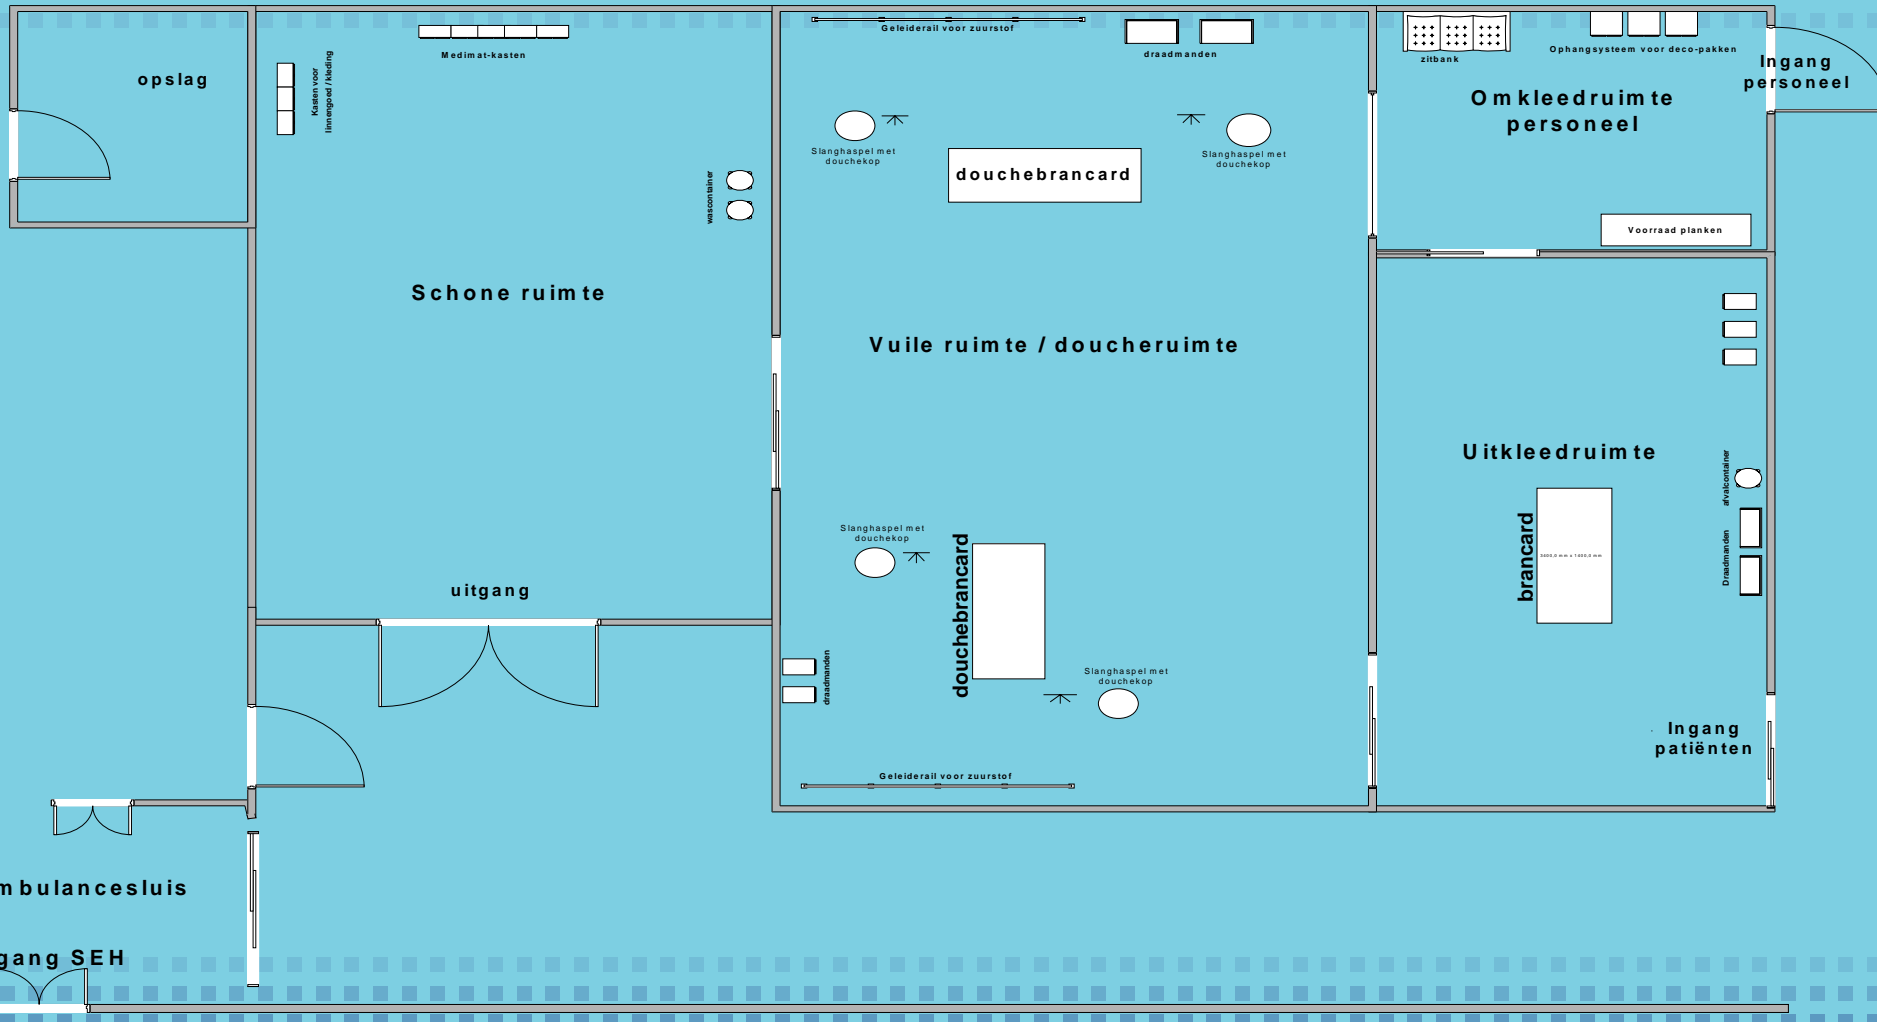 opslag
Kasten voor
linnengoed / kleding
Medimat-kasten
wascontainer
Schone ruimte
uitgang
Geleiderail voor zuurstof
draadmanden
Slanghaspel met
douchekop
douchebrancard
Slanghaspel met
douchekop
Vuile ruimte / doucheruimte
Slanghaspel met
douchekop
douchebrancard
draadmanden
Slanghaspel met
douchekop
Geleiderail voor zuurstof
zitbank
Ophangsysteem voor deco-pakken
Omkleedruimte
personeel
Ingang
personeel
Voorraad planken
Uitkleedruimte
afvalcontainer
brancard
Draadmanden
Ingang
patiënten
mbulancesluis
gang SEH